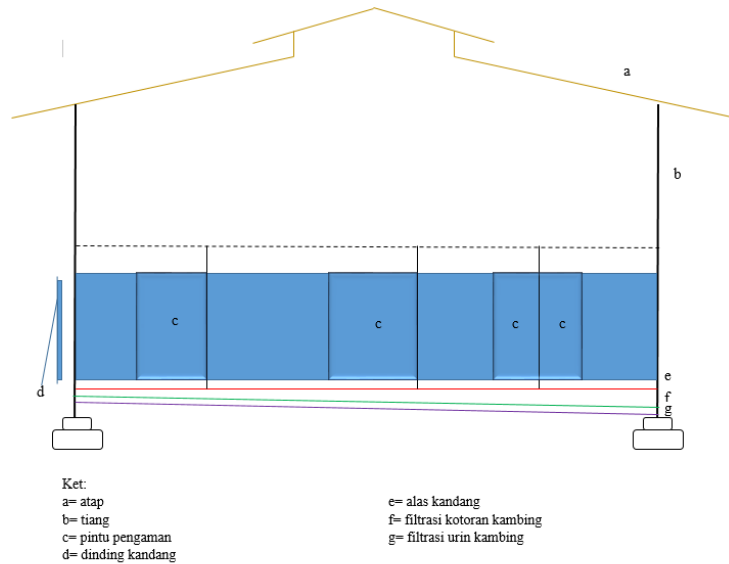 a
b
c
c
c
c
d
e
f
g
Ket:
a= atap
b= tiang
c= pintu pengaman
d= dinding kandang
e= alas kandang
f= filtrasi kotoran kambing
g= filtrasi urin kambing